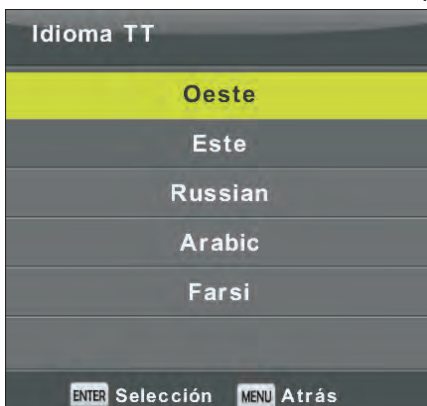 Idioma TT
Oeste
Este
Russian
Arabic
Farsi
ENTER Selección MENU Atrás